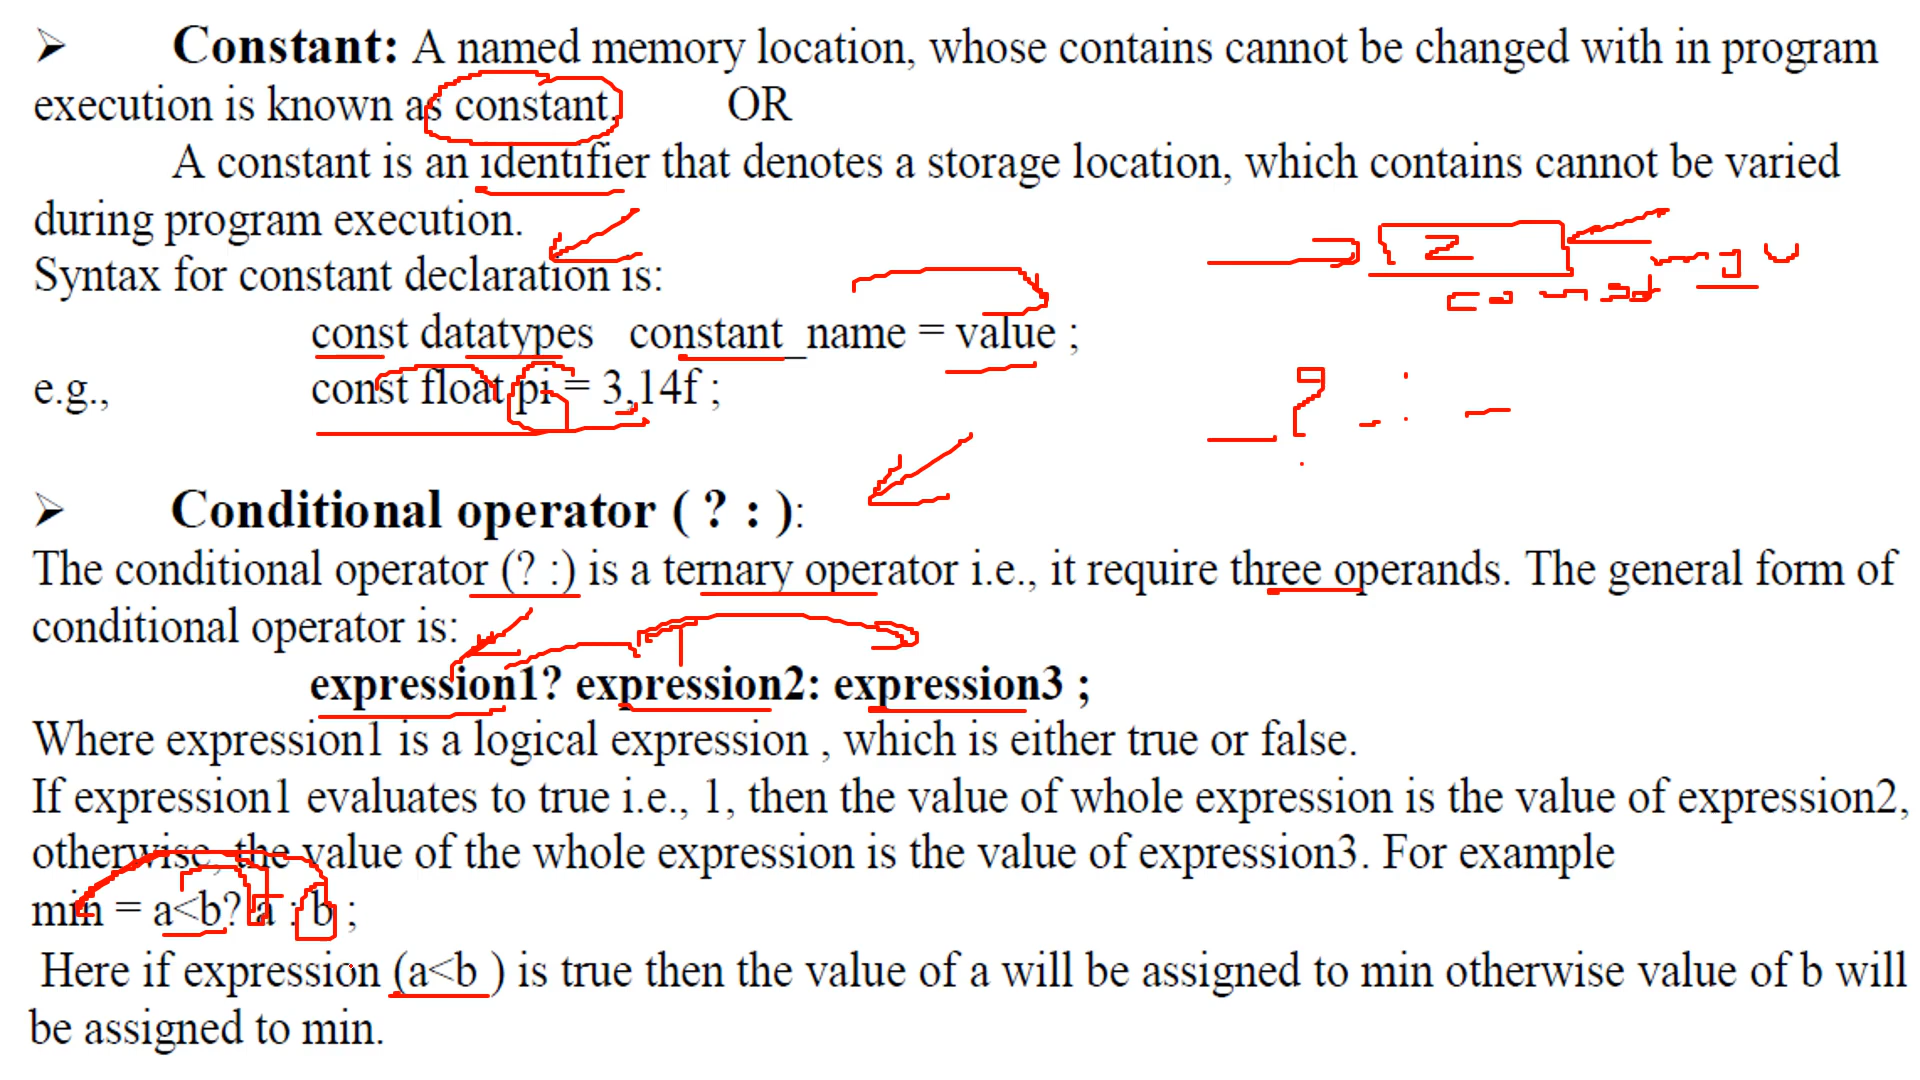 ➢ Constant: A named memory location, whose contains cannot be changed with in program
execution is known as constant. OR
A constant is an identifier that denotes a storage location, which contains cannot be varied
during program execution.
Syntax for constant declaration is:
const datatypes constant_name = value ;
e.g., const float pi = 3.14f ;
2
?  :
➢ Conditional operator ( ? : ):
The conditional operator (? :) is a ternary operator i.e., it require three operands. The general form of
conditional operator is:
expression1? expression2: expression3 ;
Where expression1 is a logical expression , which is either true or false.
If expression1 evaluates to true i.e., 1, then the value of whole expression is the value of expression2,
otherwise, the value of the whole expression is the value of expression3. For example
min = a<b? a : b ;
Here if expression (a<b ) is true then the value of a will be assigned to min otherwise value of b will
be assigned to min.